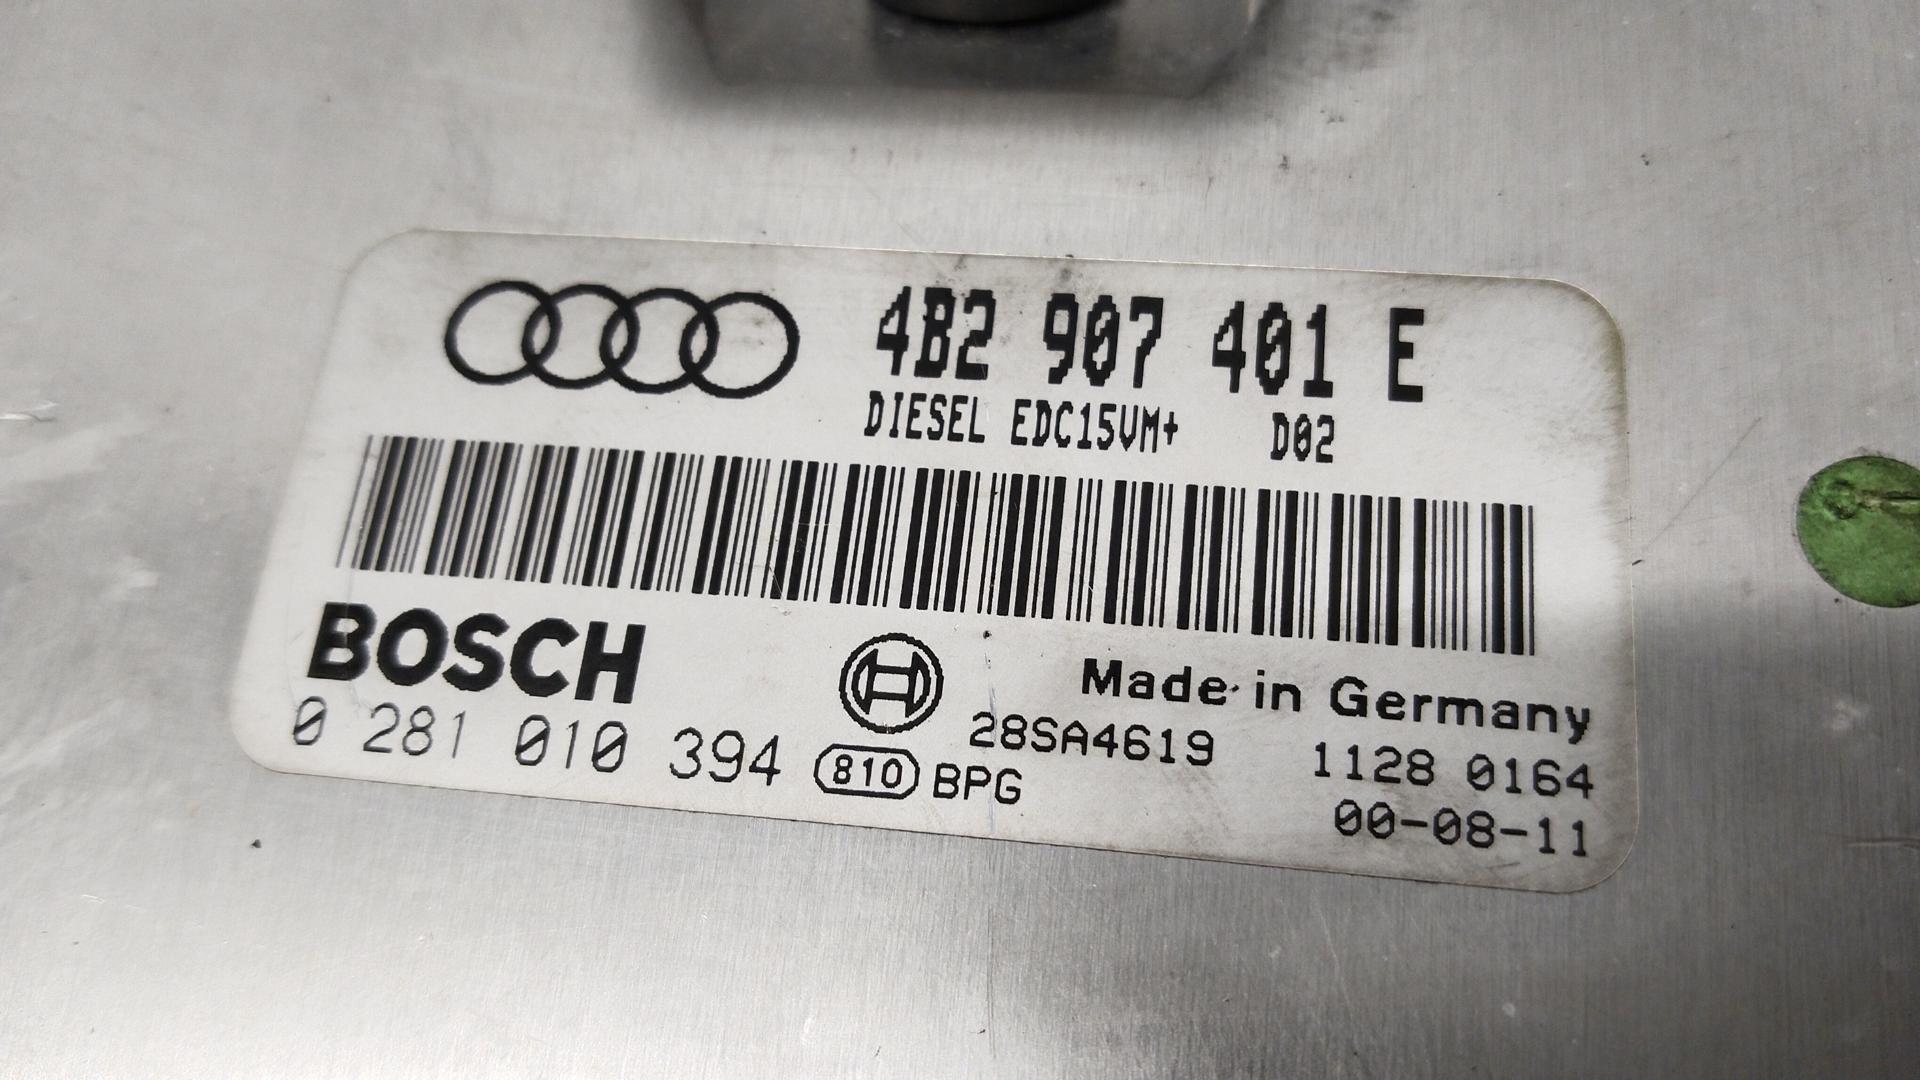 4B2 907 401 E
DIESEL EDC15VM+ D02
BOSCH
Made in Germany
0 281 010 394
810
BPG
28SA4619
1128 0164
00-08-11